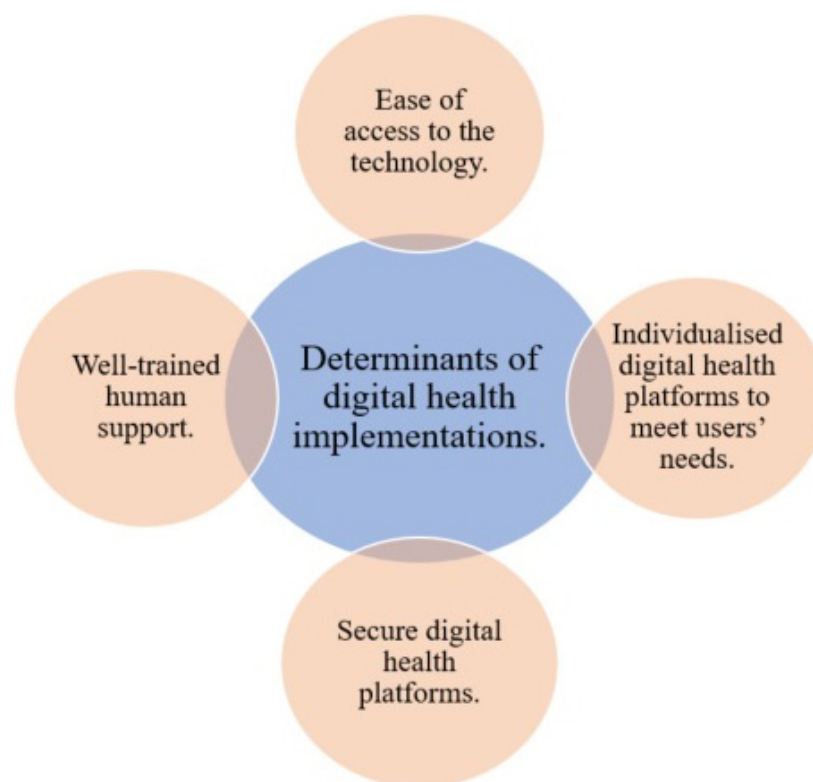 Ease of
access to the
technology.
Well-trained
human
support.
Determinants of
digital health
implementations.
Individualised
digital health
platforms to
meet users’
needs.
Secure digital
health
platforms.